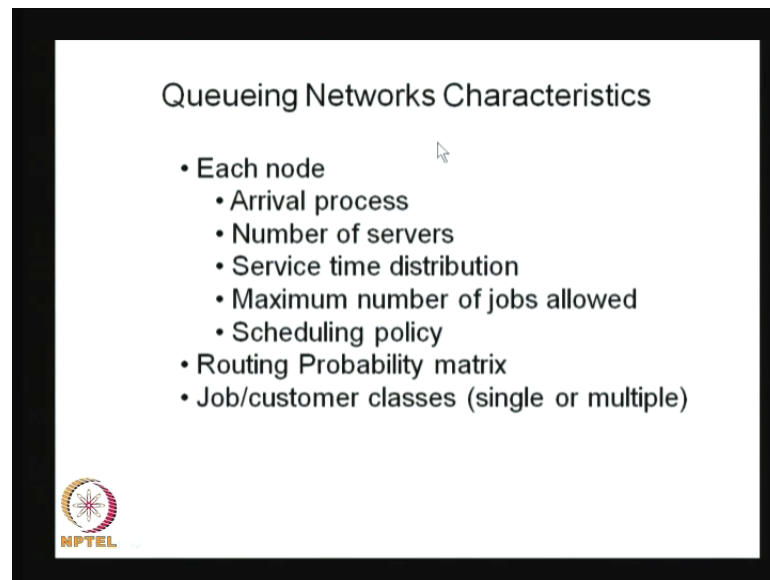 Queueing Networks Characteristics
• Each node
• Arrival process
• Number of servers
• Service time distribution
• Maximum number of jobs allowed
• Scheduling policy
• Routing Probability matrix
• Job/customer classes (single or multiple)
NPTEL